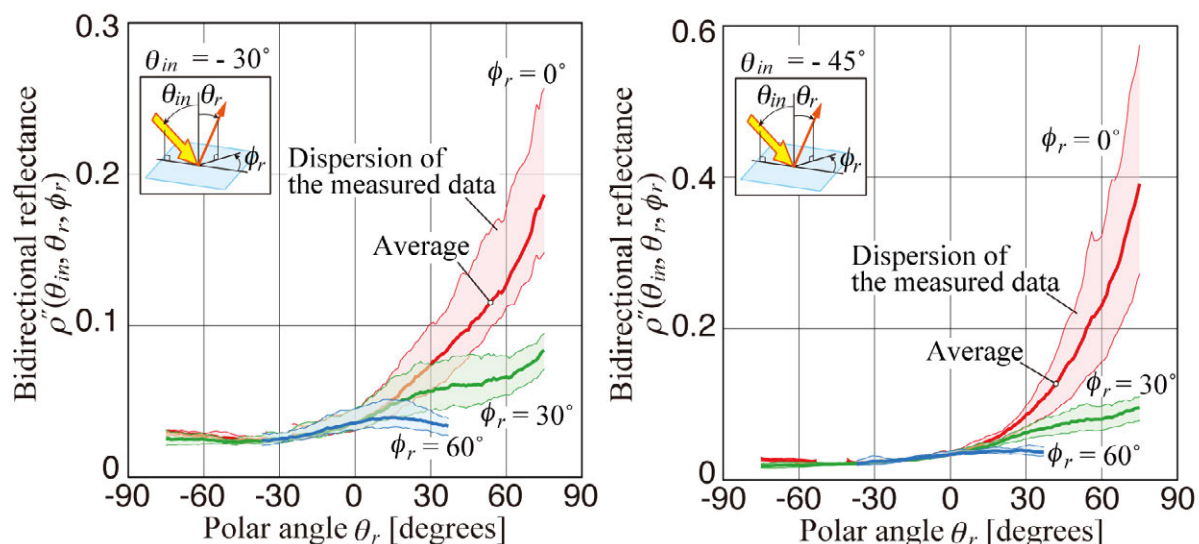 Bidirectional reflectance
ρ″(θin, θr, ϕr)
0.3
0.2
0.1
0
θin = - 30˚
θin θr
ϕr
ϕr = 0˚
Dispersion of
the measured data
Average
ϕr = 30˚
ϕr = 60˚
-90 -60 -30 0 30 60 90
Polar angle θr [degrees]
Bidirectional reflectance
ρ″(θin, θr, ϕr)
0.6
0.4
0.2
0
θin = - 45˚
θin θr
ϕr
ϕr = 0˚
Dispersion of
the measured data
Average
ϕr = 30˚
ϕr = 60˚
-90 -60 -30 0 30 60 90
Polar angle θr [degrees]